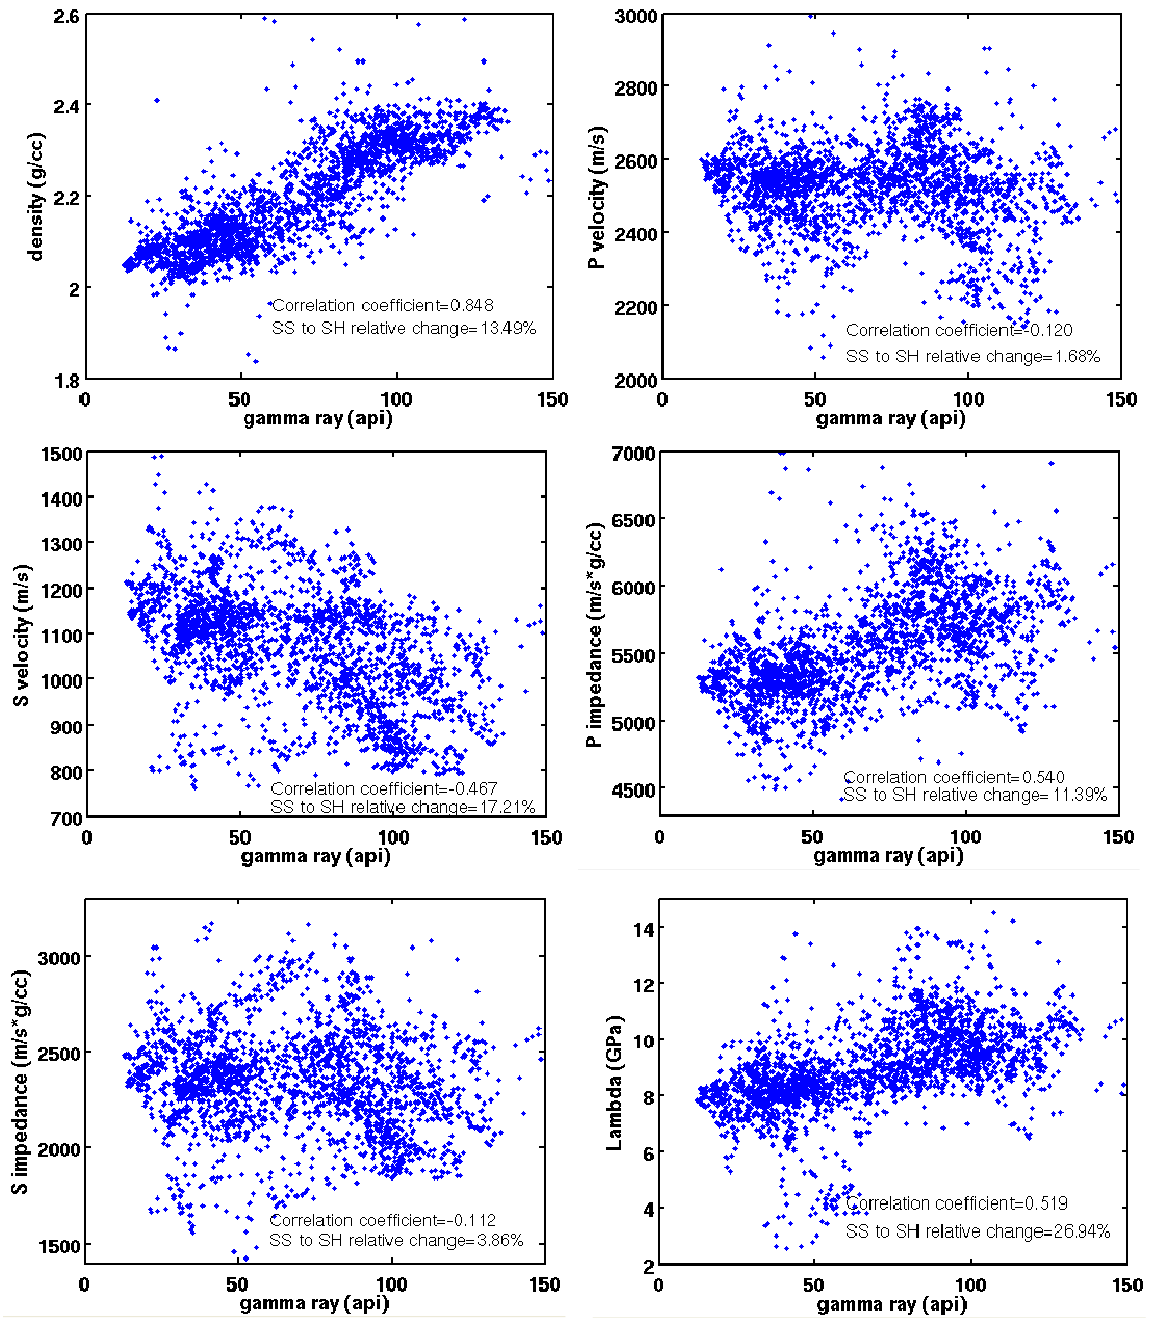 2.6
2.4
2.2
2
1.8
density (g/cc)
Correlation coefficient=0.848
SS to SH relative change=13.49%
0 50 100 150
gamma ray (api)
3000
2800
2600
2400
2200
2000
P velocity (m/s)
Correlation coefficient=-0.120
SS to SH relative change=1.68%
0 50 100 150
gamma ray (api)
1500
1400
1300
1200
1100
1000
900
800
700
S velocity (m/s)
Correlation coefficient=-0.467
SS to SH relative change=17.21%
0 50 100 150
gamma ray (api)
7000
6500
6000
5500
5000
4500
P impedance (m/s*g/cc)
Correlation coefficient=0.540
SS to SH relative change=11.39%
0 50 100 150
gamma ray (api)
3000
2500
2000
1500
S impedance (m/s*g/cc)
Correlation coefficient=-0.112
SS to SH relative change=3.86%
0 50 100 150
gamma ray (api)
14
12
10
8
6
4
2
Lambda (GPa)
Correlation coefficient=0.519
SS to SH relative change=26.94%
0 50 100 150
gamma ray (api)